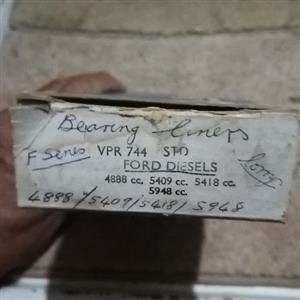 Bearing liners
F Series VPR 744 STD
FORD DIESELS
Lorry
4888 cc. 5409 cc. 5418 cc.
5948 cc.
4888 / 5409 / 5418 / 5948